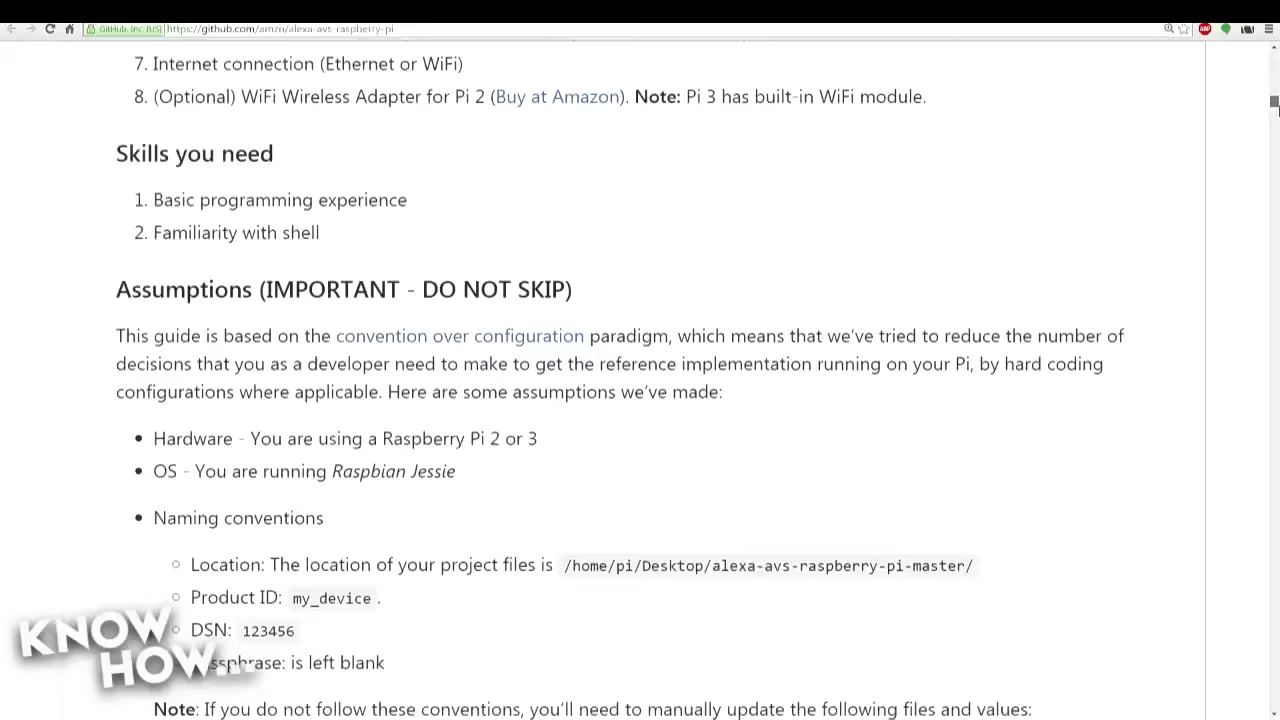 GitHub, Inc. [US] https://github.com/amzn/alexa-avs-raspberry-pi
ABP
7. Internet connection (Ethernet or WiFi)
8. (Optional) WiFi Wireless Adapter for Pi 2 (Buy at Amazon). Note: Pi 3 has built-in WiFi module.
Skills you need
1. Basic programming experience
2. Familiarity with shell
Assumptions (IMPORTANT - DO NOT SKIP)
This guide is based on the convention over configuration paradigm, which means that we've tried to reduce the number of
decisions that you as a developer need to make to get the reference implementation running on your Pi, by hard coding
configurations where applicable. Here are some assumptions we've made:
• Hardware - You are using a Raspberry Pi 2 or 3
• OS - You are running Raspbian Jessie
• Naming conventions
○ Location: The location of your project files is /home/pi/Desktop/alexa-avs-raspberry-pi-master/
○ Product ID: my_device .
○ DSN: 123456
ssphrase: is left blank
Note: If you do not follow these conventions, you'll need to manually update the following files and values:
KNOW
HOW...